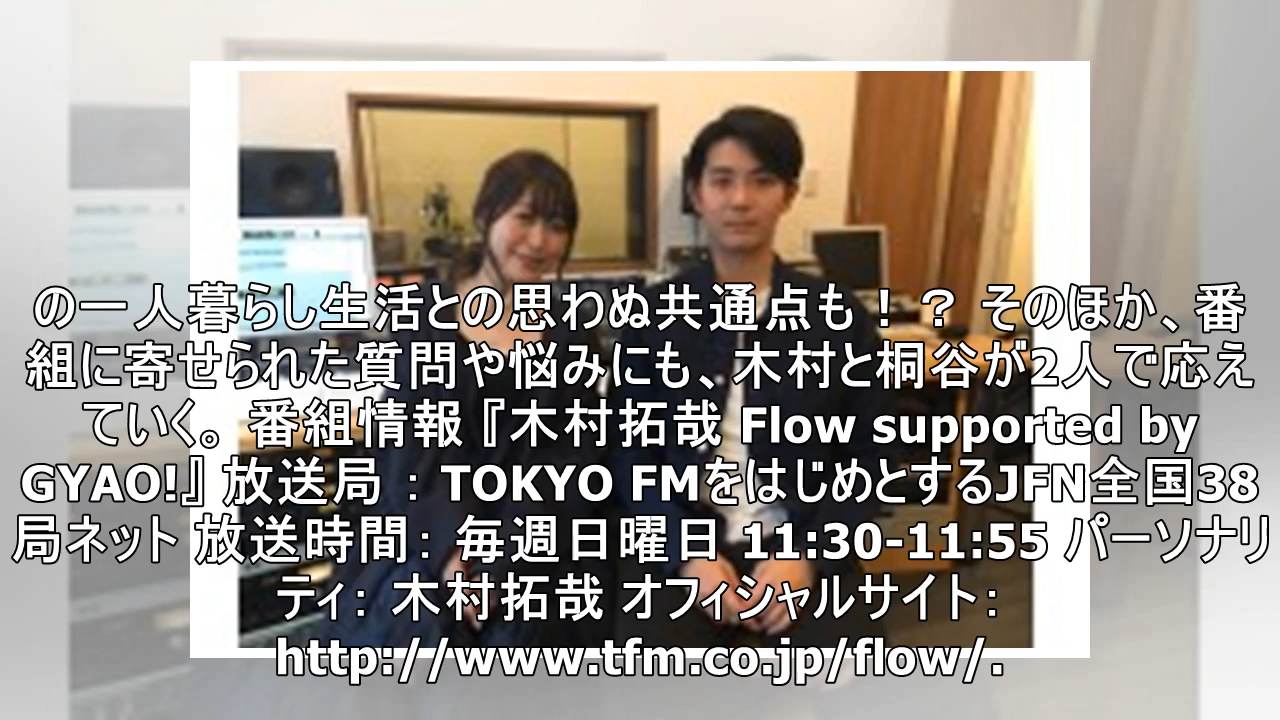 の一人暮らし生活との思わぬ共通点も！？ そのほか、番
組に寄せられた質問や悩みにも、木村と桐谷が2人で応え
ていく。 番組情報『木村拓哉 Flow supported by
GYAO!』 放送局 ： TOKYO FMをはじめとするJFN全国38
局ネット 放送時間： 毎週日曜日 11:30-11:55 パーソナリ
ティ： 木村拓哉 オフィシャルサイト：
http://www.tfm.co.jp/flow/.